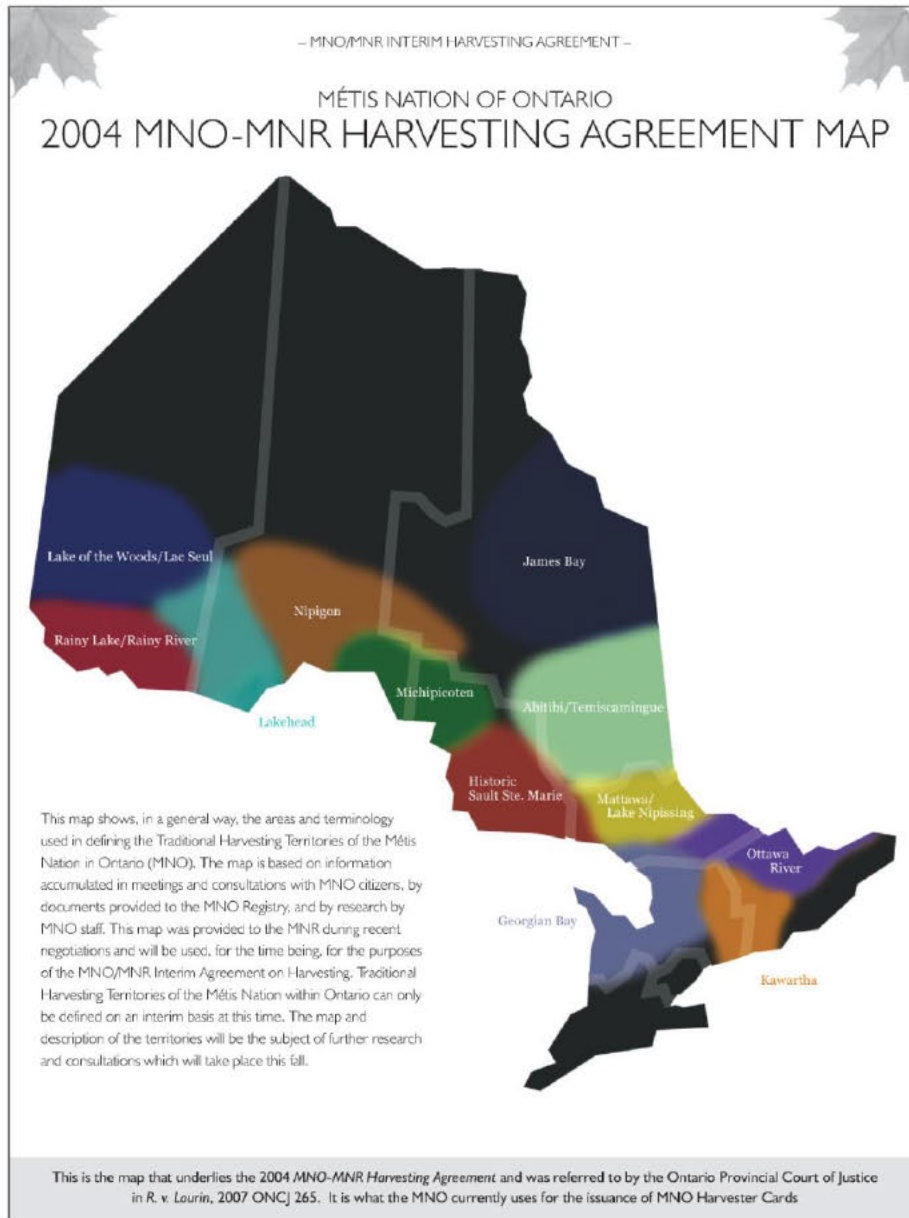 – MNO/MNR INTERIM HARVESTING AGREEMENT –
MÉTIS NATION OF ONTARIO
2004 MNO-MNR HARVESTING AGREEMENT MAP
Lake of the Woods/Lac Seul
James Bay
Nipigon
Rainy Lake/Rainy River
Michipicoten
Abitibi/Temiscamingue
Lakehead
Historic
Sault Ste. Marie
Mattawa/
Lake Nipissing
Ottawa
River
Georgian Bay
Kawartha
This map shows, in a general way, the areas and terminology
used in defining the Traditional Harvesting Territories of the Métis
Nation in Ontario (MNO). The map is based on information
accumulated in meetings and consultations with MNO citizens, by
documents provided to the MNO Registry, and by research by
MNO staff. This map was provided to the MNR during recent
negotiations and will be used, for the time being, for the purposes
of the MNO/MNR Interim Agreement on Harvesting. Traditional
Harvesting Territories of the Métis Nation within Ontario can only
be defined on an interim basis at this time. The map and
description of the territories will be the subject of further research
and consultations which will take place this fall.
This is the map that underlies the 2004 MNO-MNR Harvesting Agreement and was referred to by the Ontario Provincial Court of Justice
in R. v. Laurin, 2007 ONCJ 265. It is what the MNO currently uses for the issuance of MNO Harvester Cards